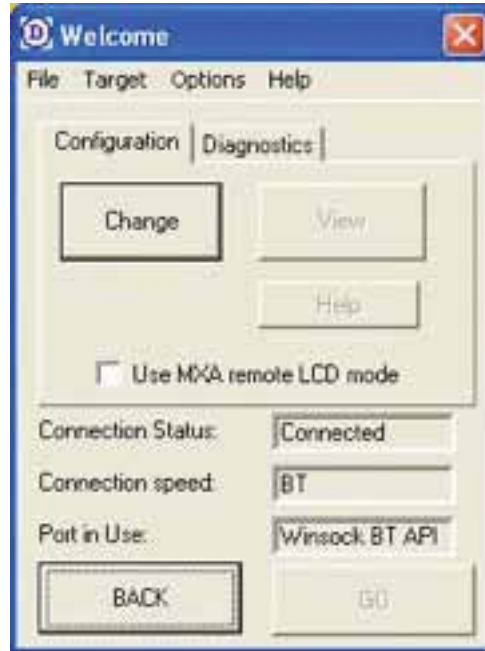 D Welcome
File Target Options Help
Configuration Diagnostics
Change View
Help
Use MXA remote LCD mode
Connection Status: Connected
Connection speed: BT
Port in Use: Winsock BT API
BACK GO